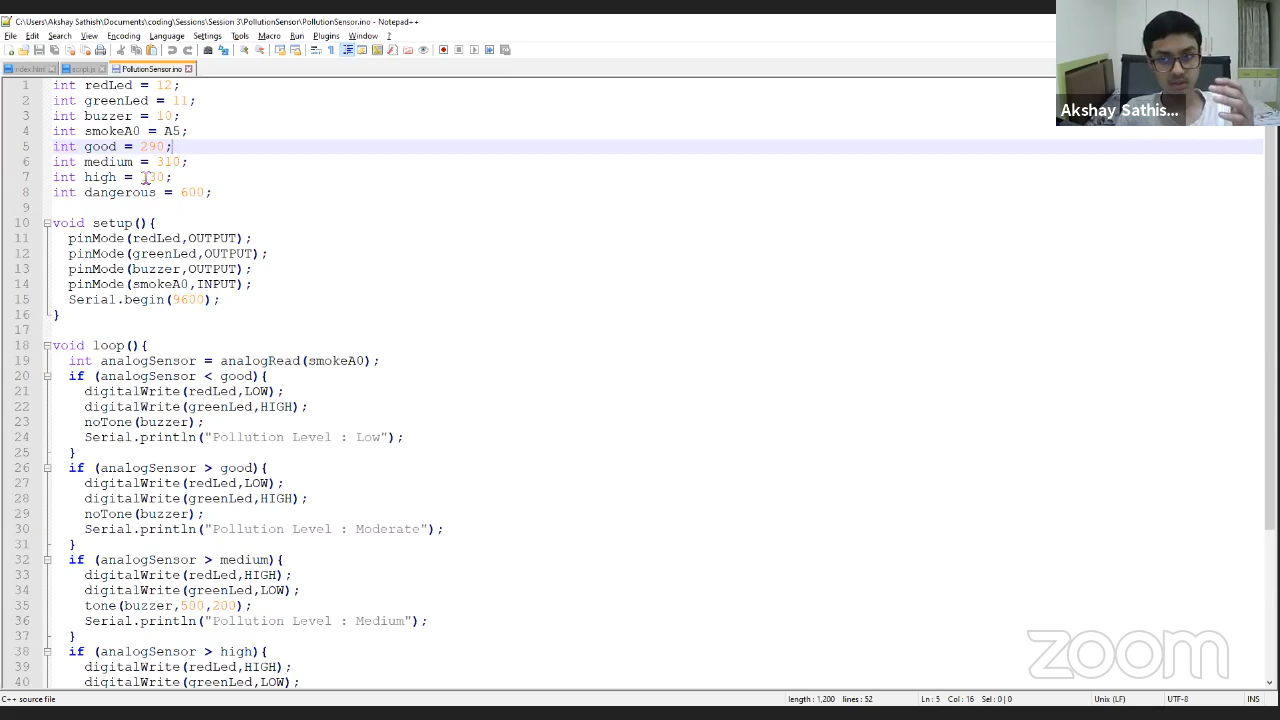 C:\Users\Akshay Sathish\Documents\coding\Sessions\Session 3\PollutionSensor\PollutionSensor.ino - Notepad++
File Edit Search View Encoding Language Settings Tools Macro Run Plugins Window ?
index.html script.js PollutionSensor.ino
Akshay Sathis...
1 int redLed = 12;
2 int greenLed = 11;
3 int buzzer = 10;
4 int smokeA0 = A5;
5 int good = 290;
6 int medium = 310;
7 int high = 330;
8 int dangerous = 600;
9
10 void setup(){
11 pinMode(redLed,OUTPUT);
12 pinMode(greenLed,OUTPUT);
13 pinMode(buzzer,OUTPUT);
14 pinMode(smokeA0,INPUT);
15 Serial.begin(9600);
16 }
17
18 void loop(){
19 int analogSensor = analogRead(smokeA0);
20 if (analogSensor < good){
21 digitalWrite(redLed,LOW);
22 digitalWrite(greenLed,HIGH);
23 noTone(buzzer);
24 Serial.println("Pollution Level : Low");
25 }
26 if (analogSensor > good){
27 digitalWrite(redLed,LOW);
28 digitalWrite(greenLed,HIGH);
29 noTone(buzzer);
30 Serial.println("Pollution Level : Moderate");
31 }
32 if (analogSensor > medium){
33 digitalWrite(redLed,HIGH);
34 digitalWrite(greenLed,LOW);
35 tone(buzzer,500,200);
36 Serial.println("Pollution Level : Medium");
37 }
38 if (analogSensor > high){
39 digitalWrite(redLed,HIGH);
40 digitalWrite(greenLed,LOW);
zoom
C++ source file length : 1,200 lines : 52 Ln : 5 Col : 16 Sel : 0 | 0 Unix (LF) UTF-8 INS